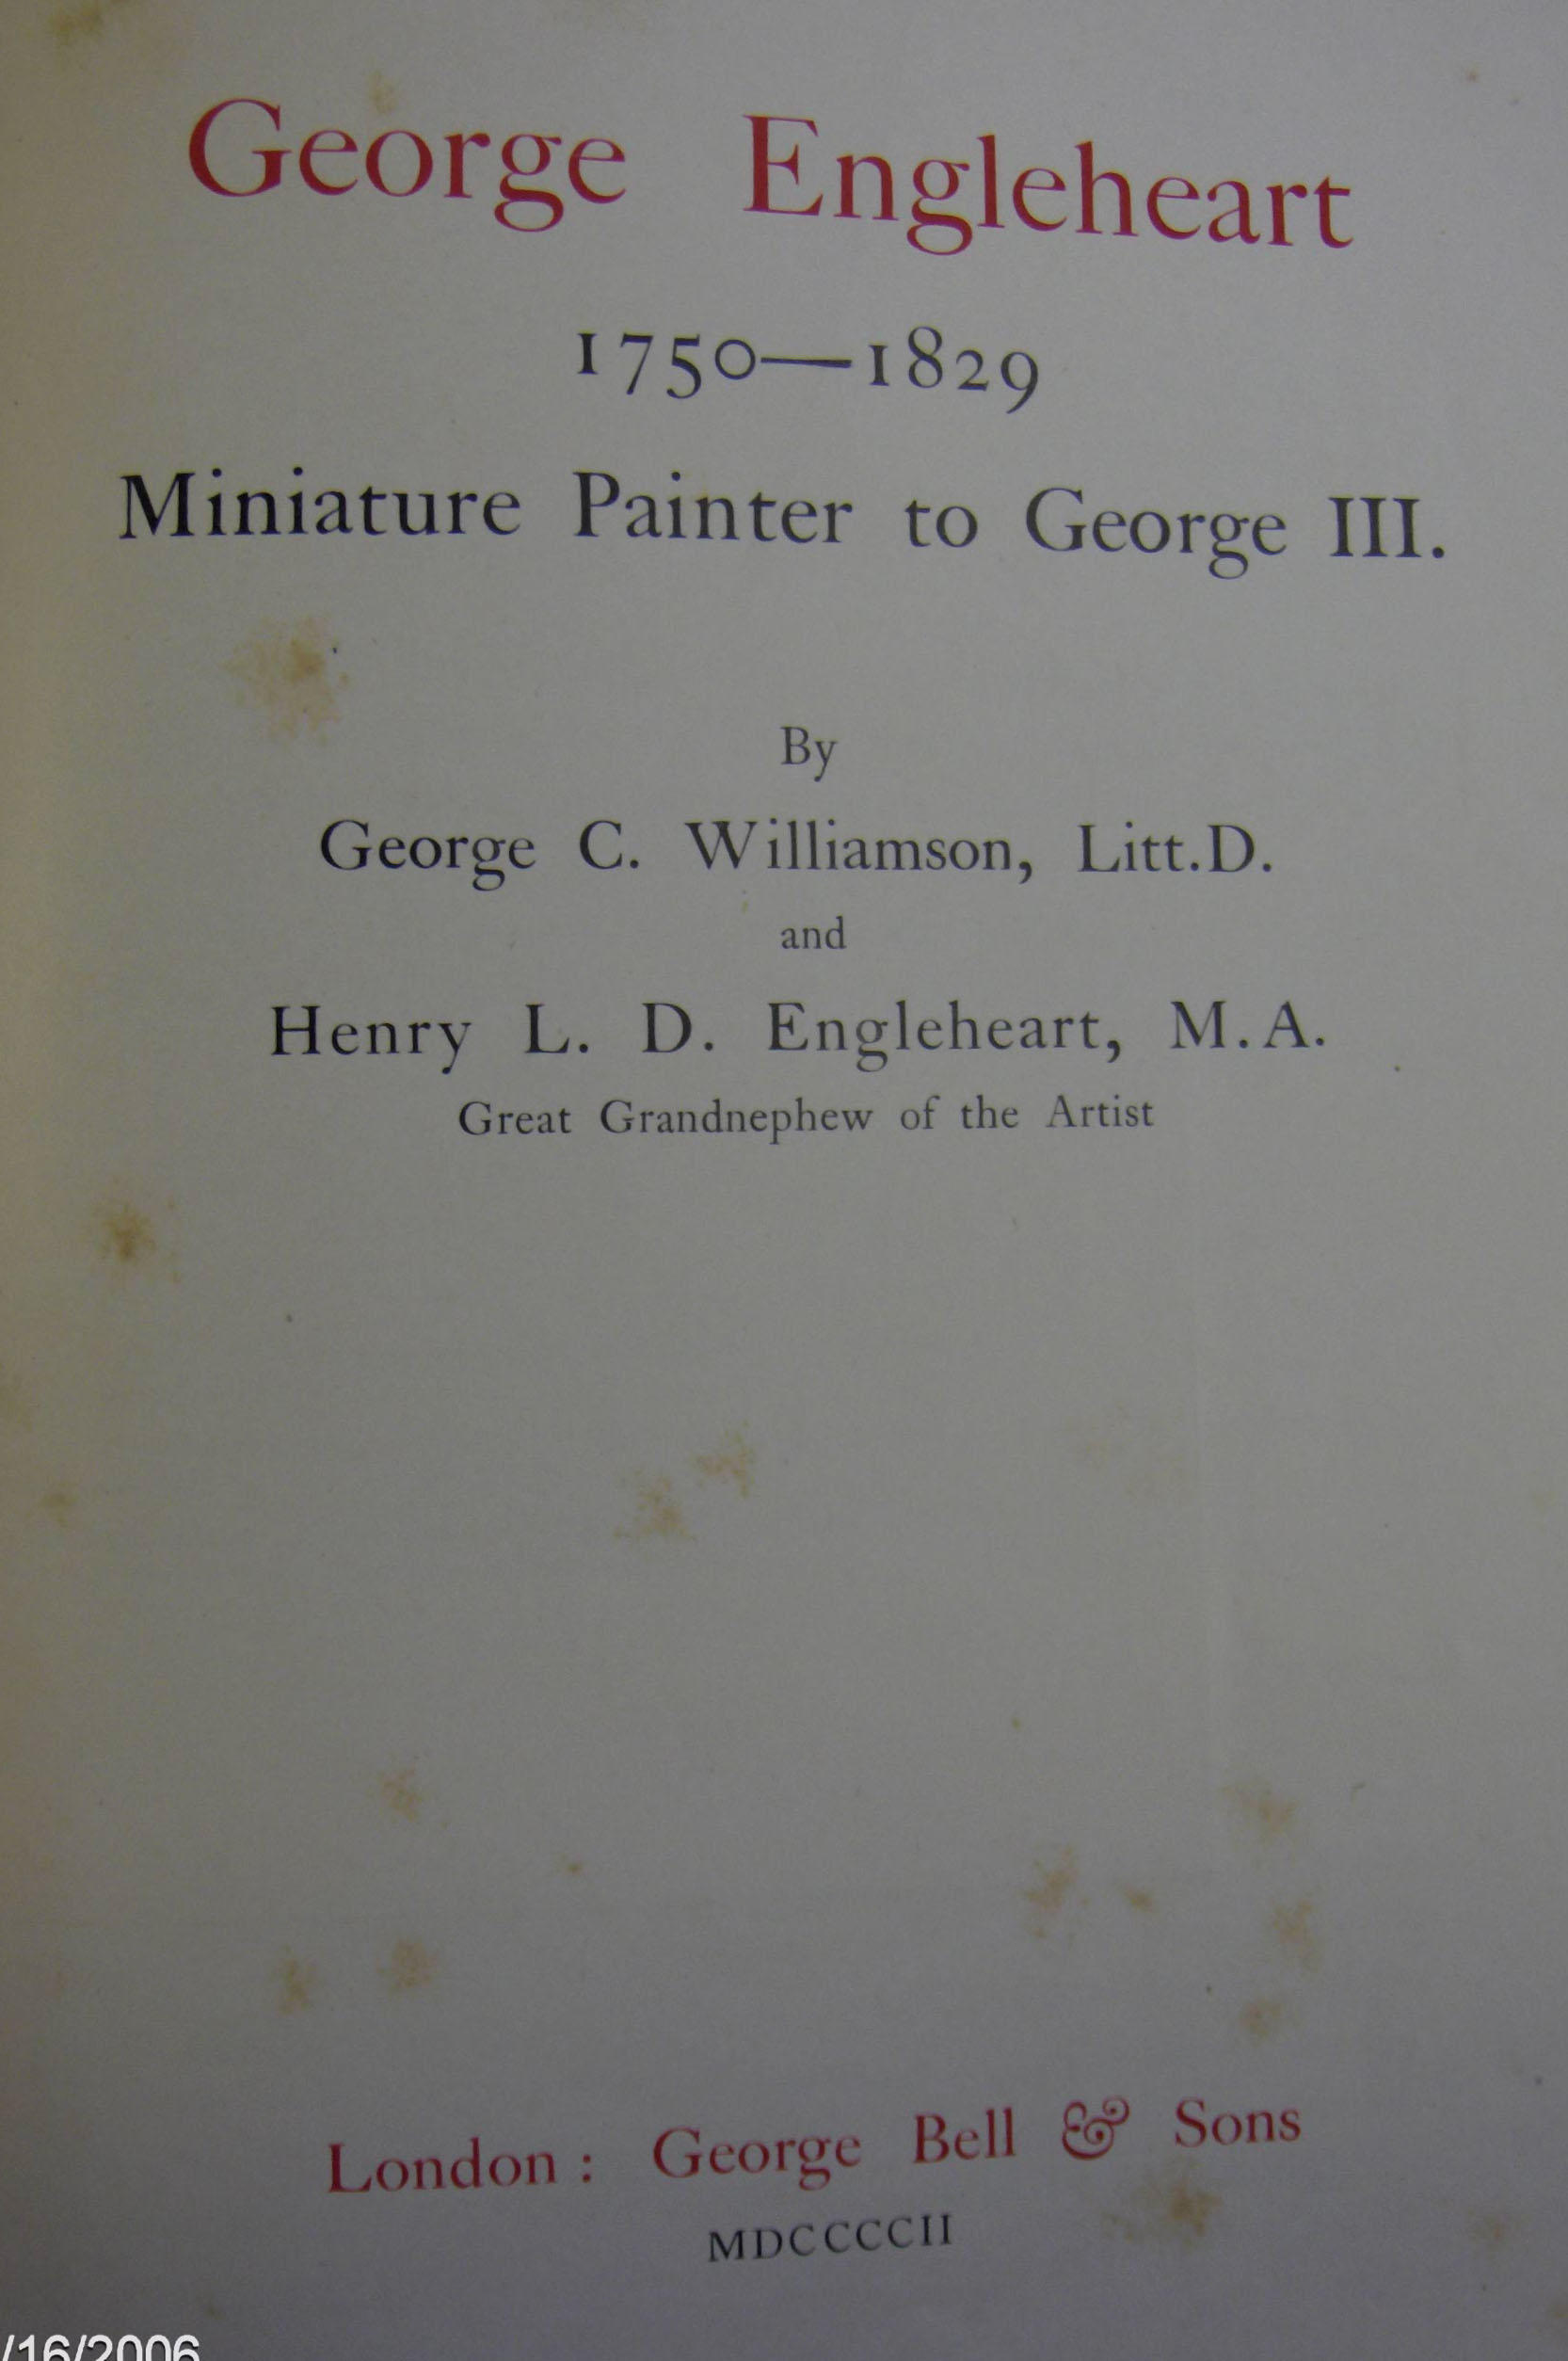 George Engleheart
1750—1829
Miniature Painter to George III.
By
George C. Williamson, Litt.D.
and
Henry L. D. Engleheart, M.A.
Great Grandnephew of the Artist
London: George Bell & Sons
MDCCCCII
/16/2006